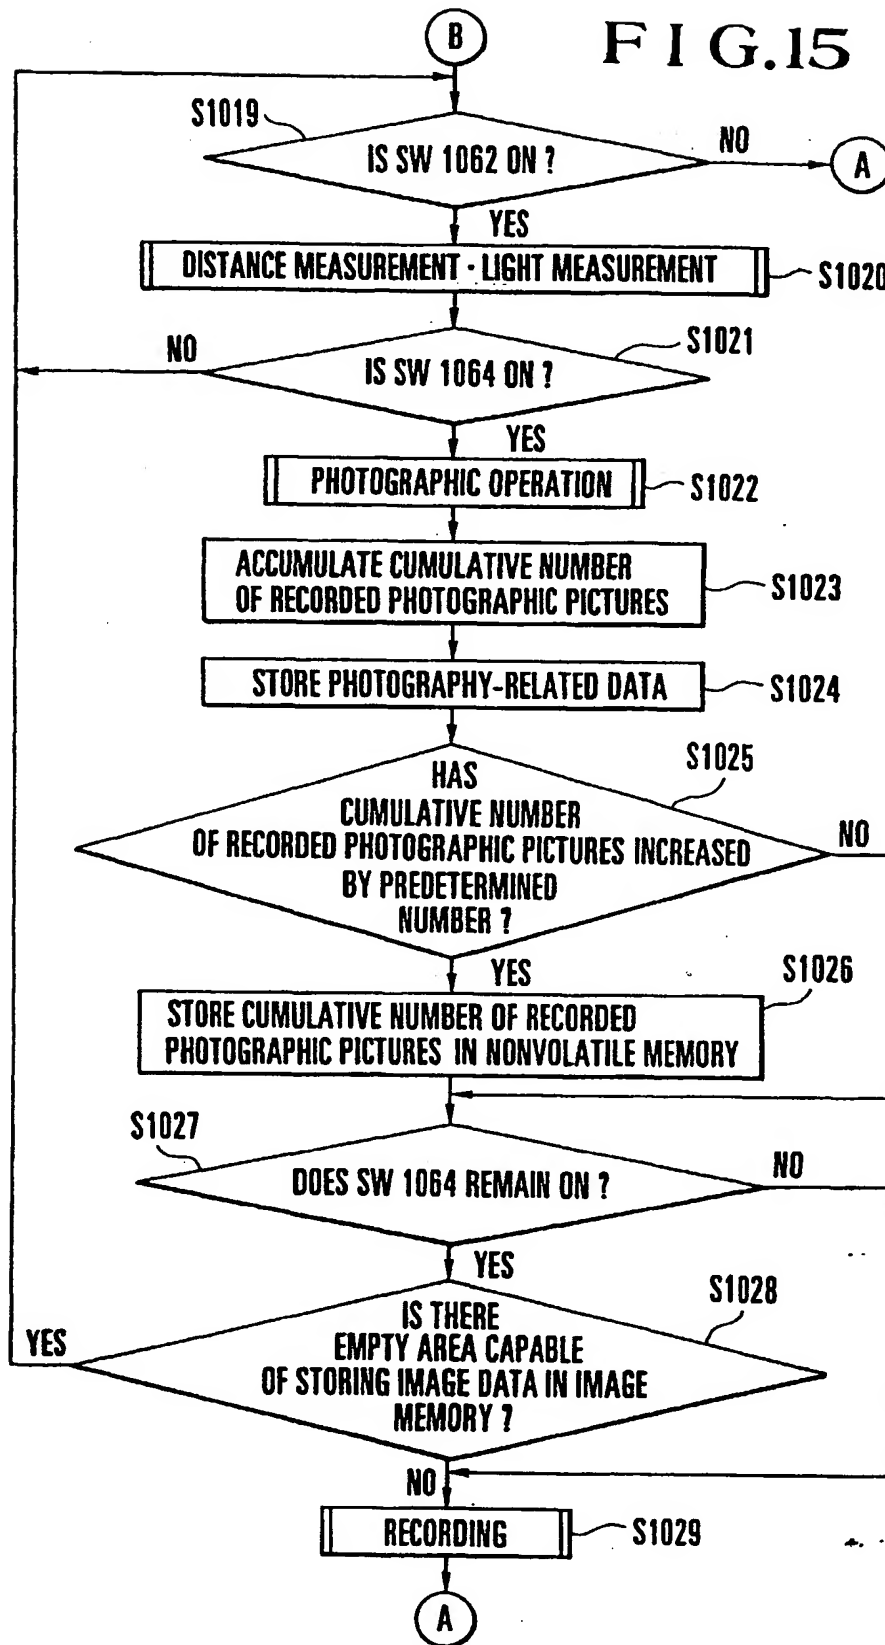 B
FIG.15
S1019
IS SW 1062 ON ?
NO
A
YES
DISTANCE MEASUREMENT · LIGHT MEASUREMENT
S1020
NO
S1021
IS SW 1064 ON ?
YES
PHOTOGRAPHIC OPERATION
S1022
ACCUMULATE CUMULATIVE NUMBER
OF RECORDED PHOTOGRAPHIC PICTURES
S1023
STORE PHOTOGRAPHY-RELATED DATA
S1024
S1025
HAS
CUMULATIVE NUMBER
OF RECORDED PHOTOGRAPHIC PICTURES INCREASED
BY PREDETERMINED
NUMBER ?
NO
YES
S1026
STORE CUMULATIVE NUMBER OF RECORDED
PHOTOGRAPHIC PICTURES IN NONVOLATILE MEMORY
S1027
DOES SW 1064 REMAIN ON ?
NO
YES
S1028
IS THERE
EMPTY AREA CAPABLE
OF STORING IMAGE DATA IN IMAGE
MEMORY ?
YES
NO
RECORDING
S1029
A